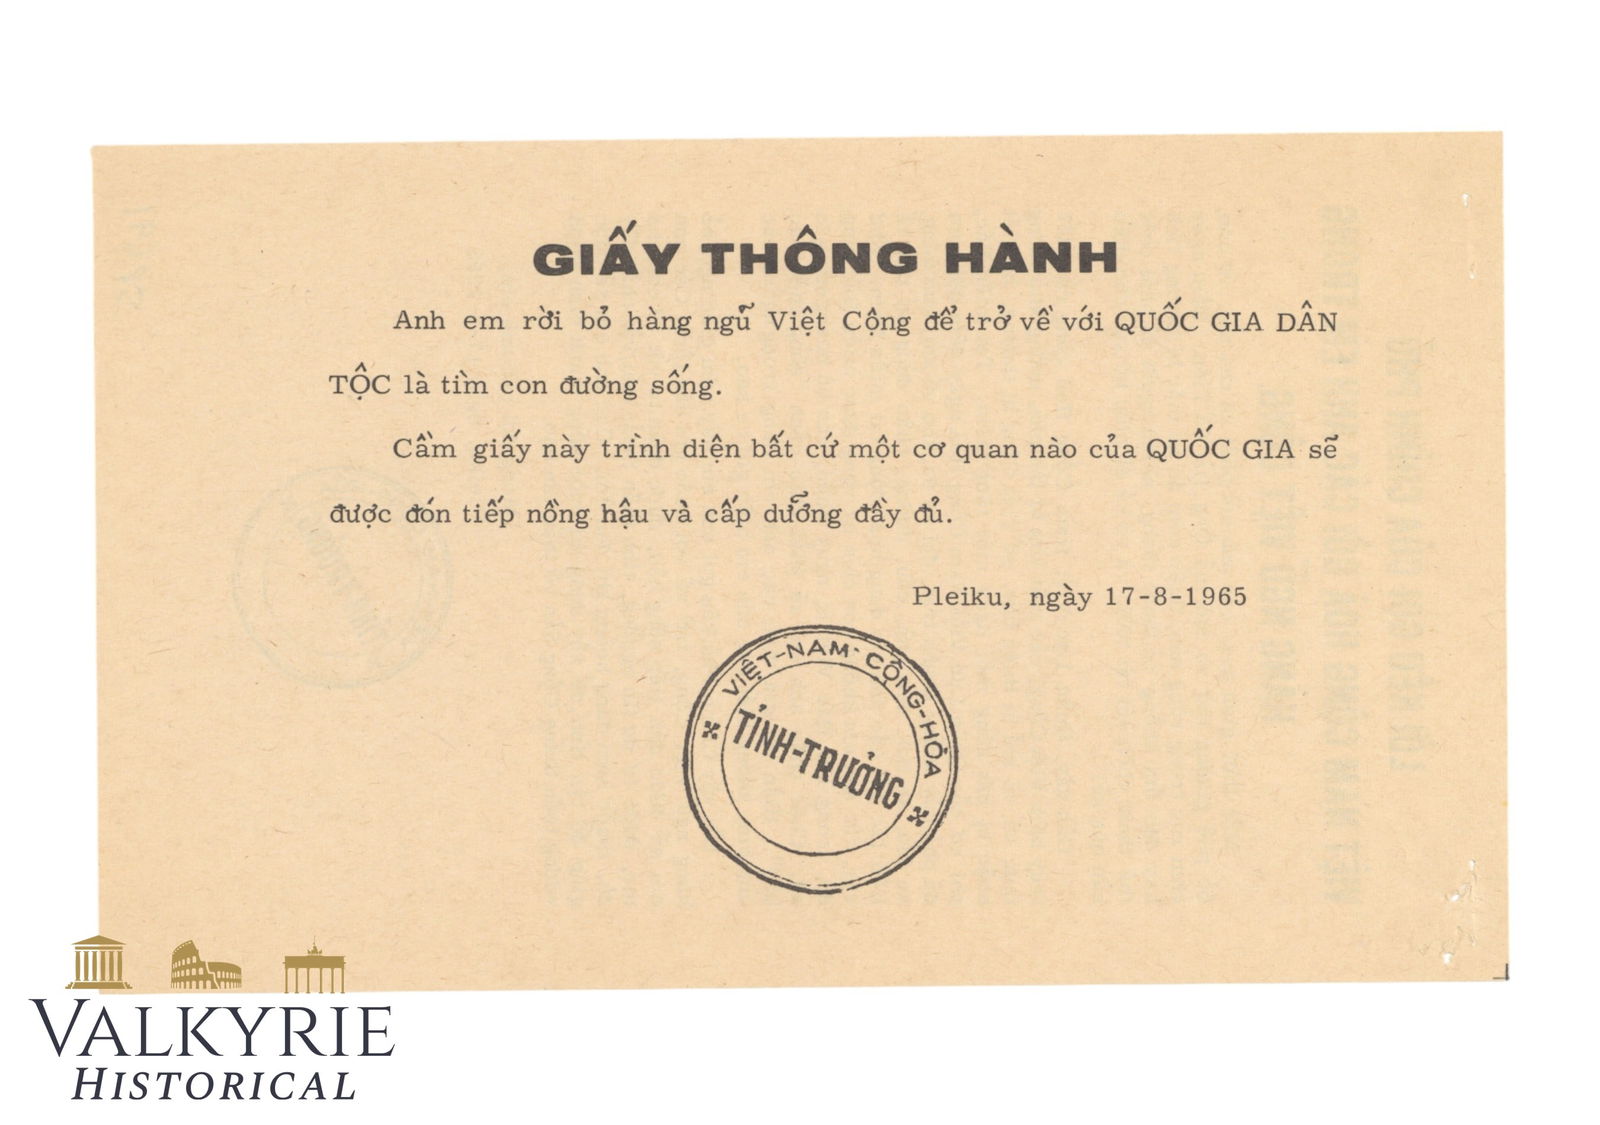 GIẤY THÔNG HÀNH
Anh em rời bỏ hàng ngũ Việt Cộng để trở về với QUỐC GIA DÂN
TỘC là tìm con đường sống.
Cầm giấy này trình diện bất cứ một cơ quan nào của QUỐC GIA sẽ
được đón tiếp nồng hậu và cấp dưỡng đầy đủ.
Pleiku, ngày 17-8-1965
VIỆT-NAM-CỘNG-HÒA
TỈNH-TRƯỞNG
VALKYRIE
HISTORICAL